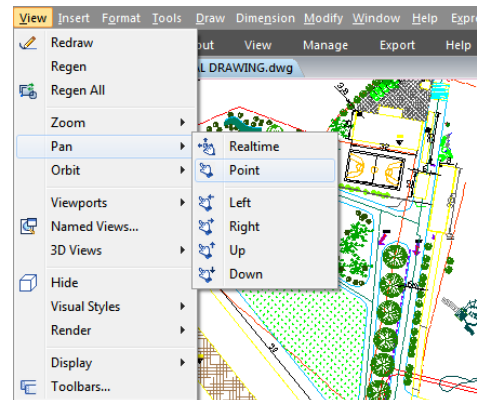 View Insert Format Tools Draw Dimension Modify Window Help Expre
out View Manage Export Help
AL DRAWING.dwg
Redraw
Regen
Regen All
Zoom
Pan
Orbit
Viewports
Named Views...
3D Views
Hide
Visual Styles
Render
Display
Toolbars...
Realtime
Point
Left
Right
Up
Down